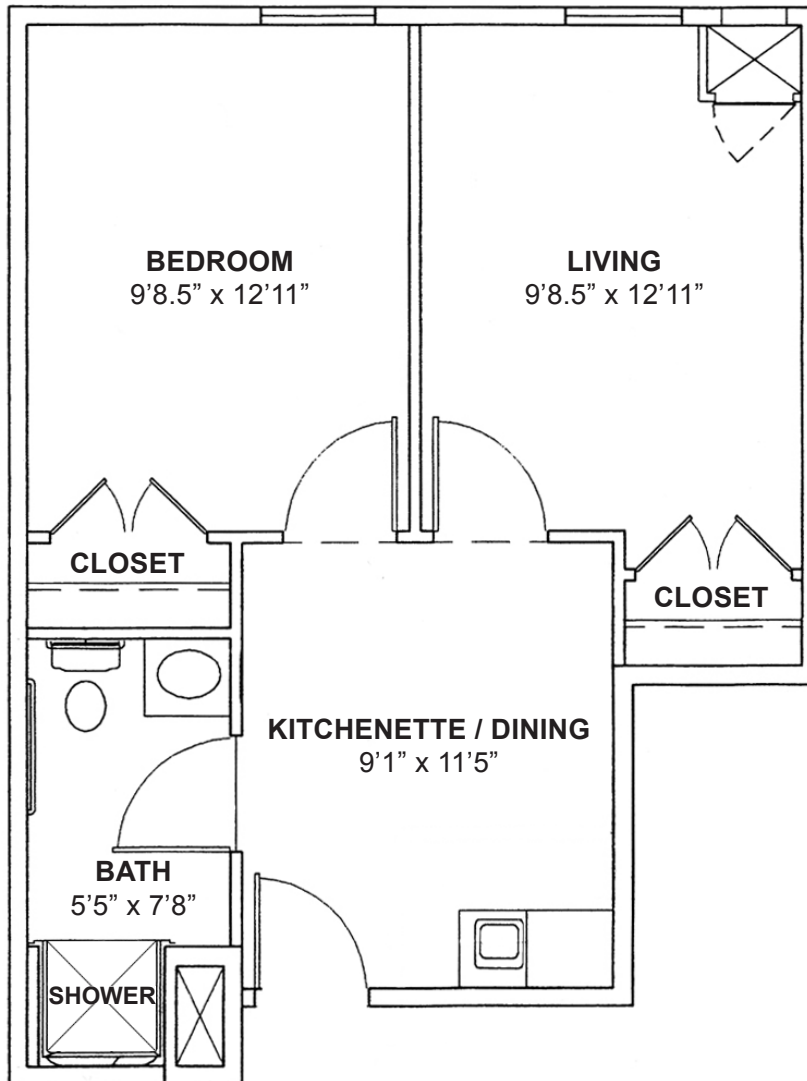 BEDROOM
9’8.5” x 12’11”
LIVING
9’8.5” x 12’11”
CLOSET
CLOSET
KITCHENETTE / DINING
9’1” x 11’5”
BATH
5’5” x 7’8”
SHOWER